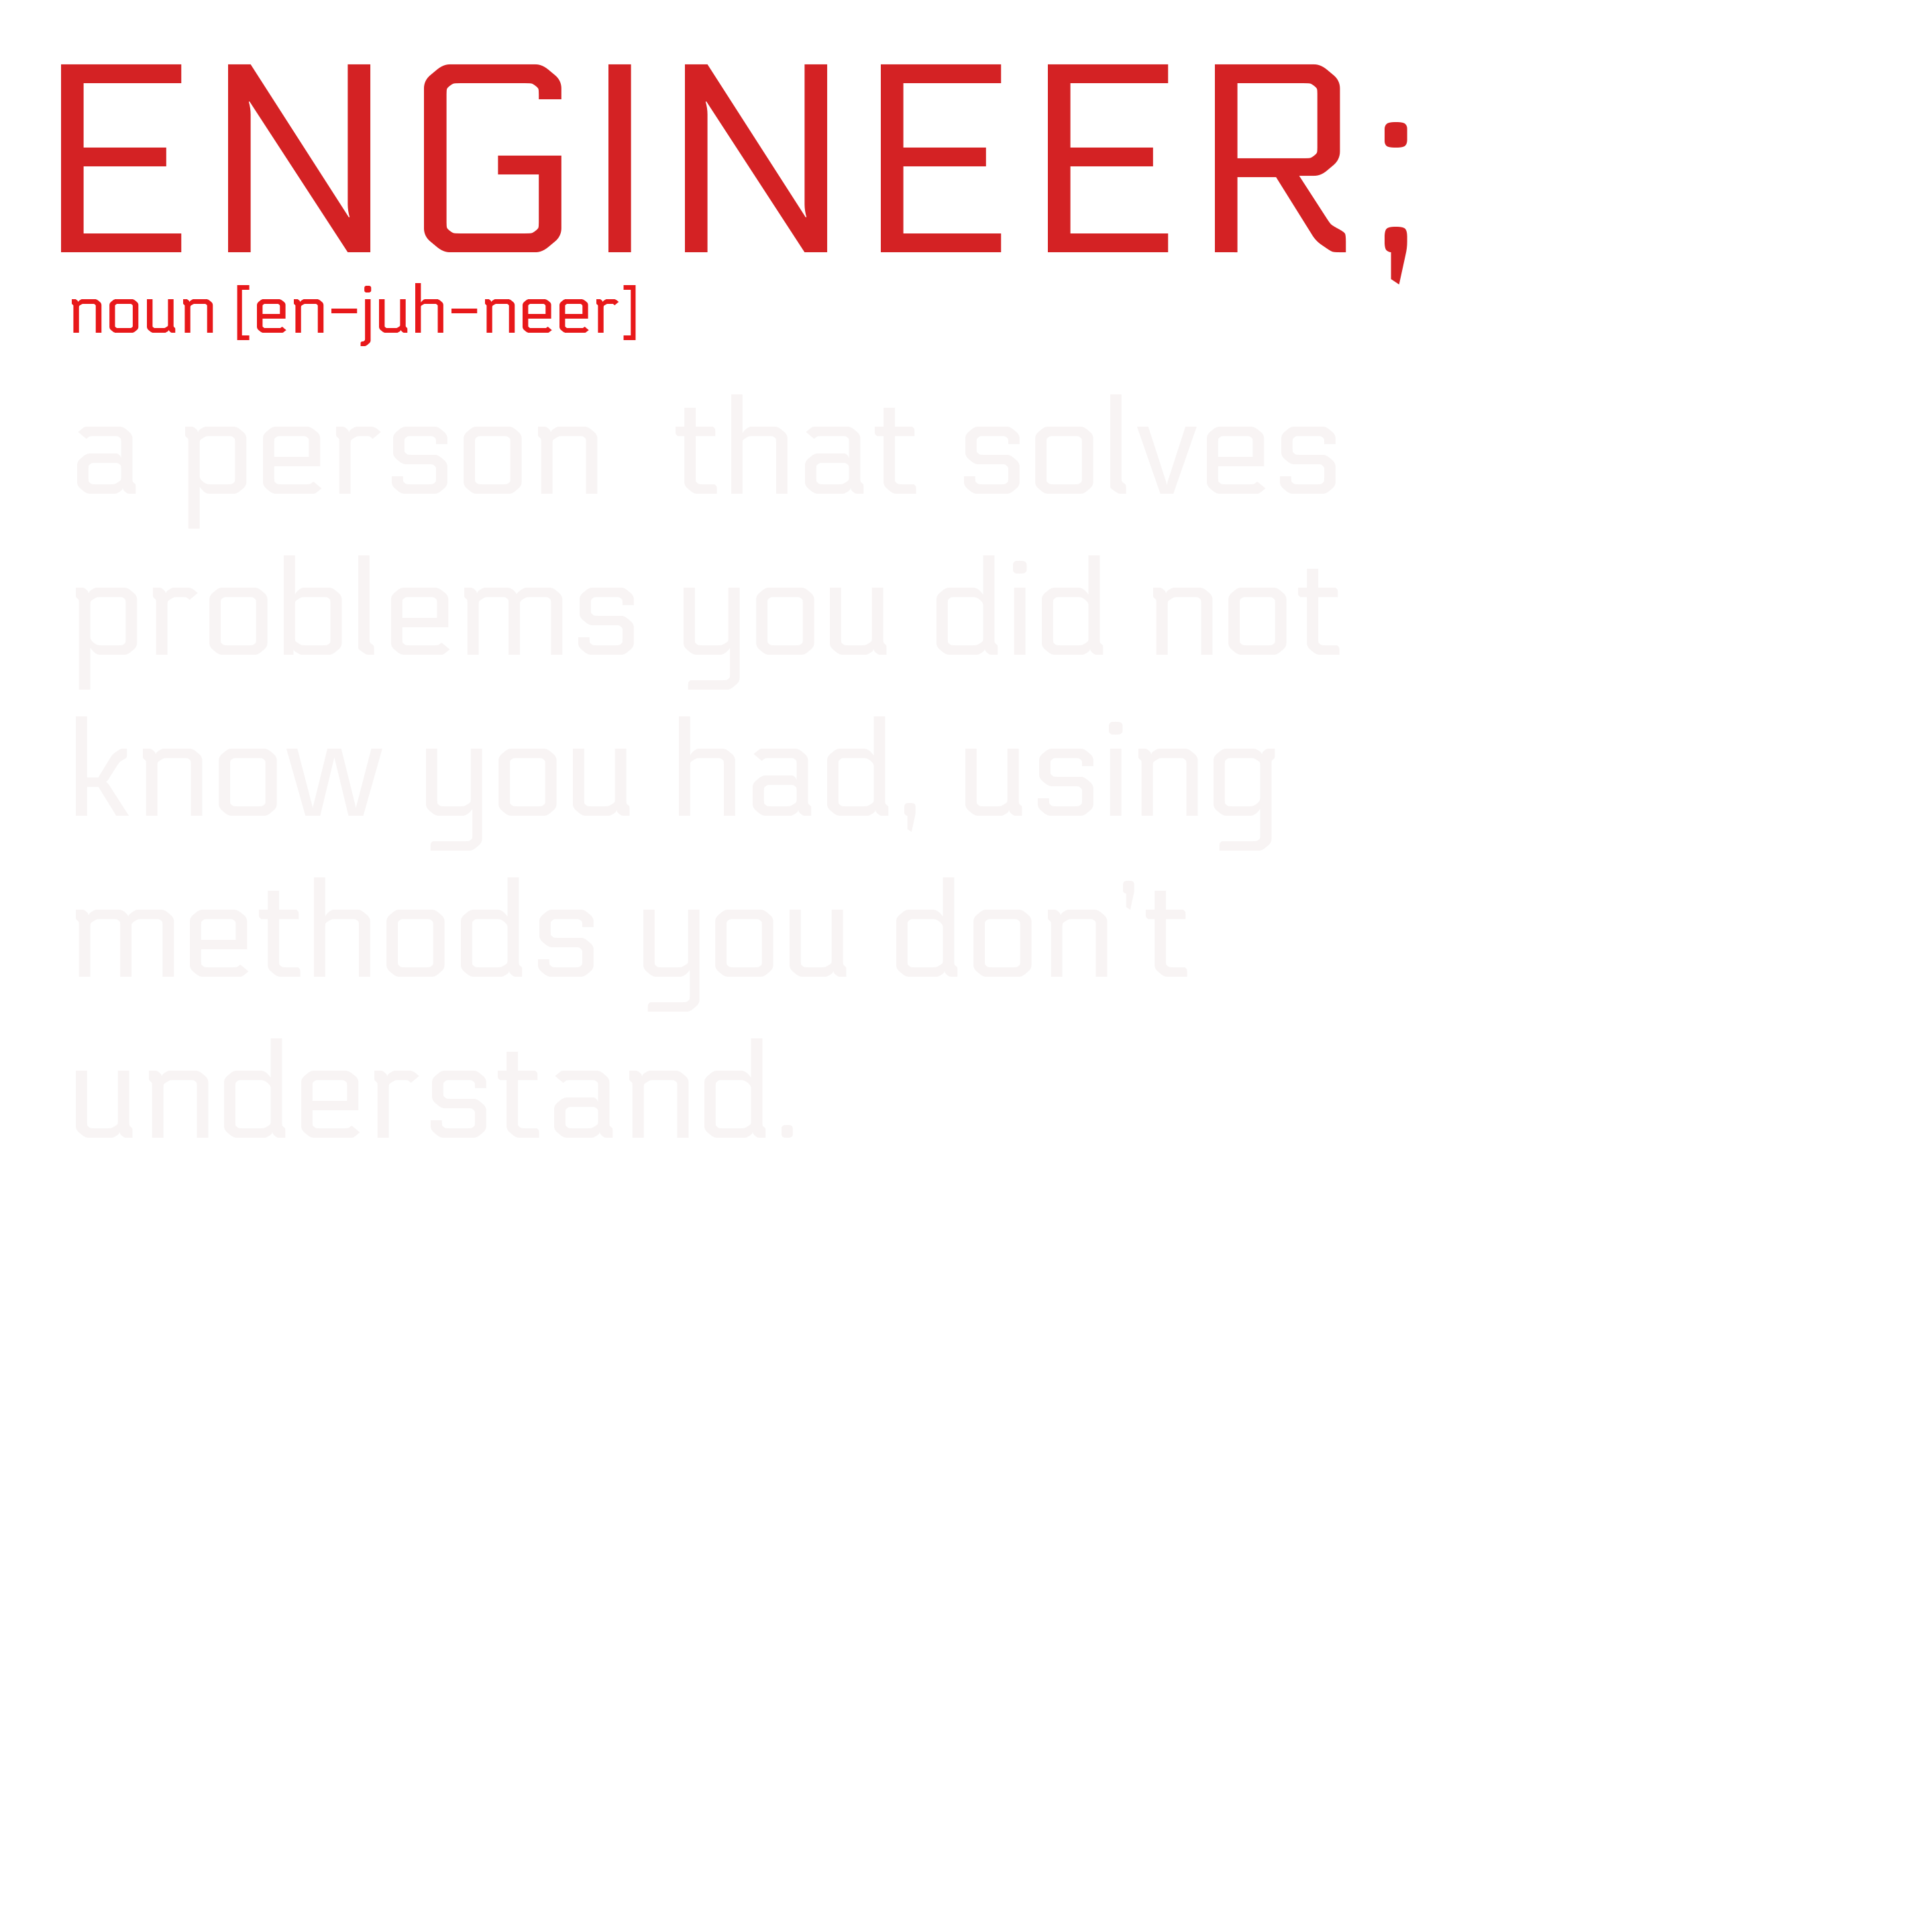 ENGINEER;
noun [en-juh-neer]
a person that solves
problems you did not
know you had, using
methods you don't
understand.